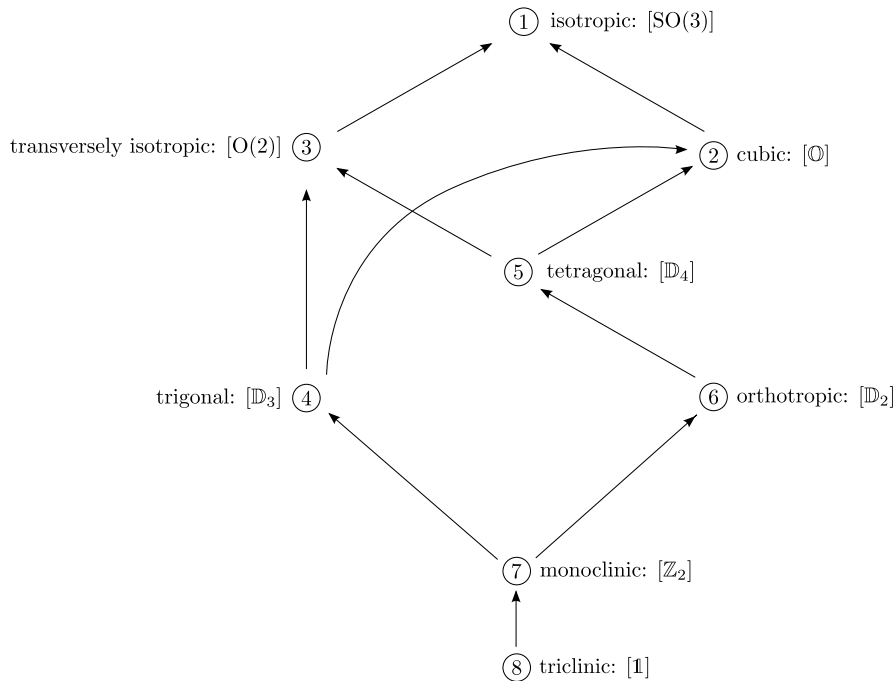 ① isotropic: [SO(3)]
transversely isotropic: [O(2)] ③
② cubic: [𝕆]
⑤ tetragonal: [𝔻₄]
trigonal: [𝔻₃] ④
⑥ orthotropic: [𝔻₂]
⑦ monoclinic: [ℤ₂]
⑧ triclinic: [𝟙]